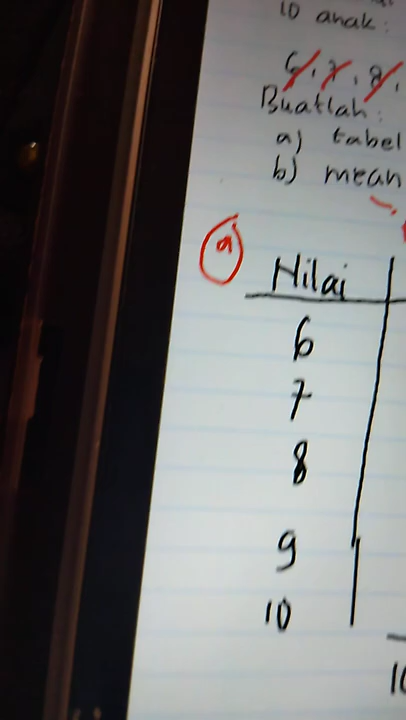 10 anak:
6, 7, 8,
Buatlah:
a) tabel
b) mean
a
Nilai
6
7
8
9
10